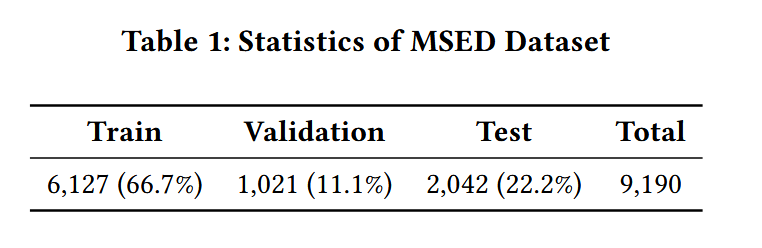 Table 1: Statistics of MSED Dataset
Train Validation Test Total
6,127 (66.7%) 1,021 (11.1%) 2,042 (22.2%) 9,190